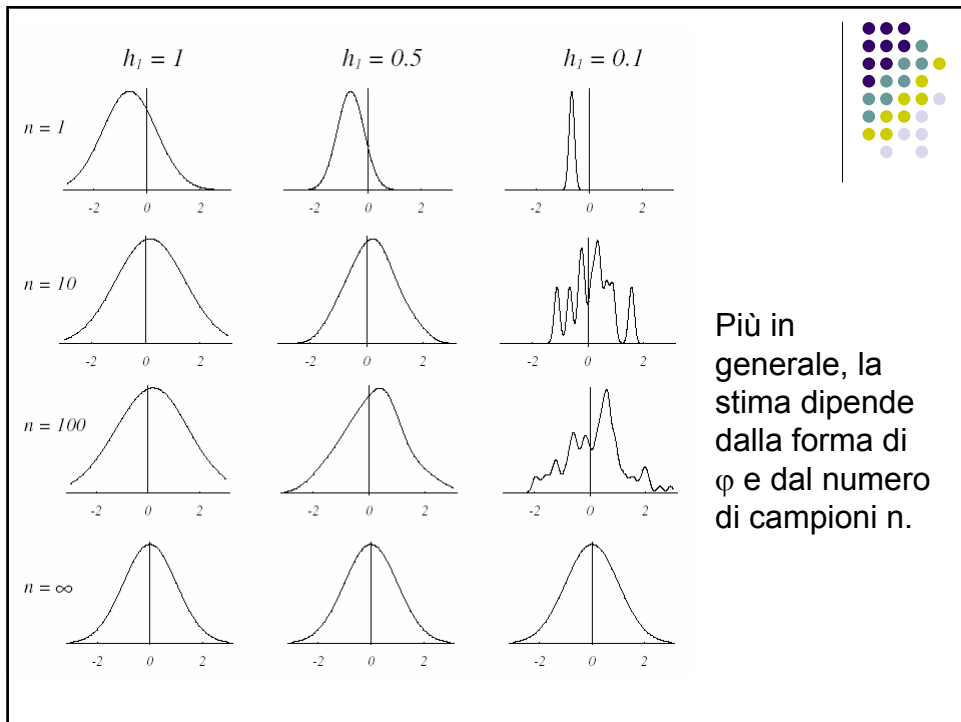 h₁ = 1 h₁ = 0.5 h₁ = 0.1
n = 1
-2 0 2 -2 0 2 -2 0 2
n = 10
-2 0 2 -2 0 2 -2 0 2
n = 100
-2 0 2 -2 0 2 -2 0 2
n = ∞
-2 0 2 -2 0 2 -2 0 2
Più in
generale, la
stima dipende
dalla forma di
φ e dal numero
di campioni n.